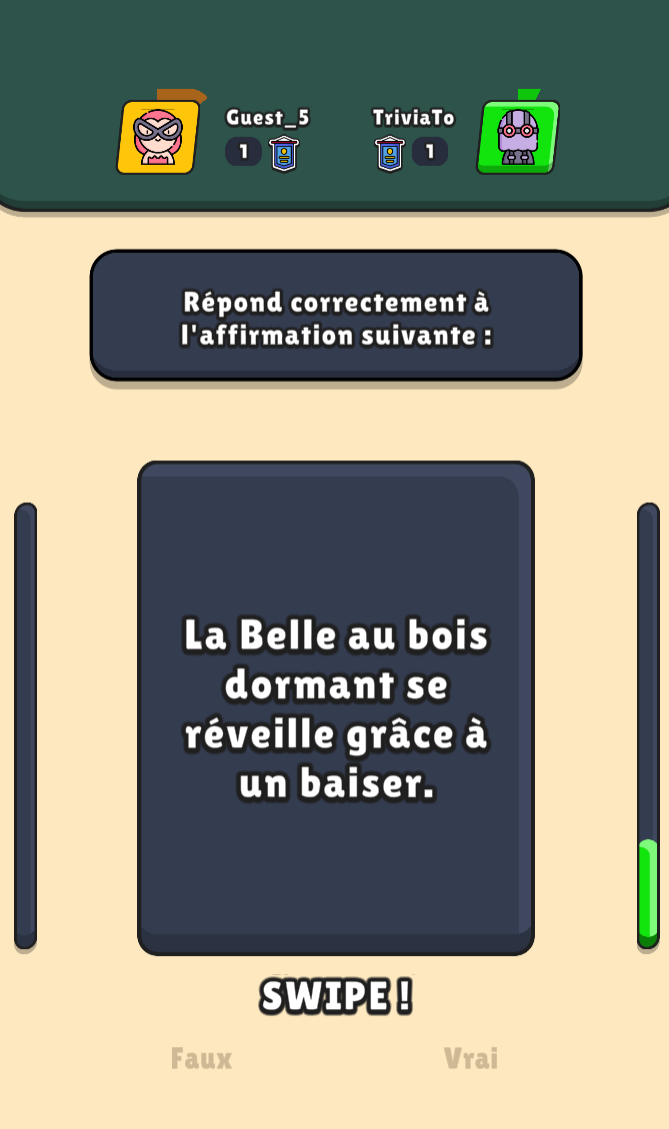 Guest_5
TriviaTo
1
1
Répond correctement à
l'affirmation suivante :
La Belle au bois
dormant se
réveille grâce à
un baiser.
SWIPE !
Faux
Vrai